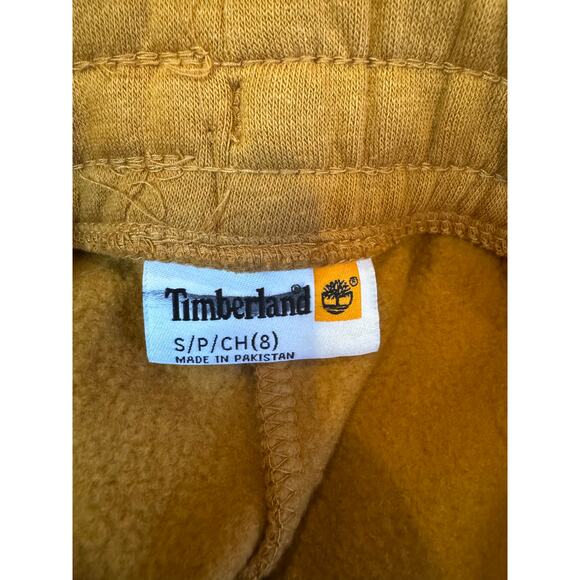 Timberland®
S/P/CH(8)
MADE IN PAKISTAN